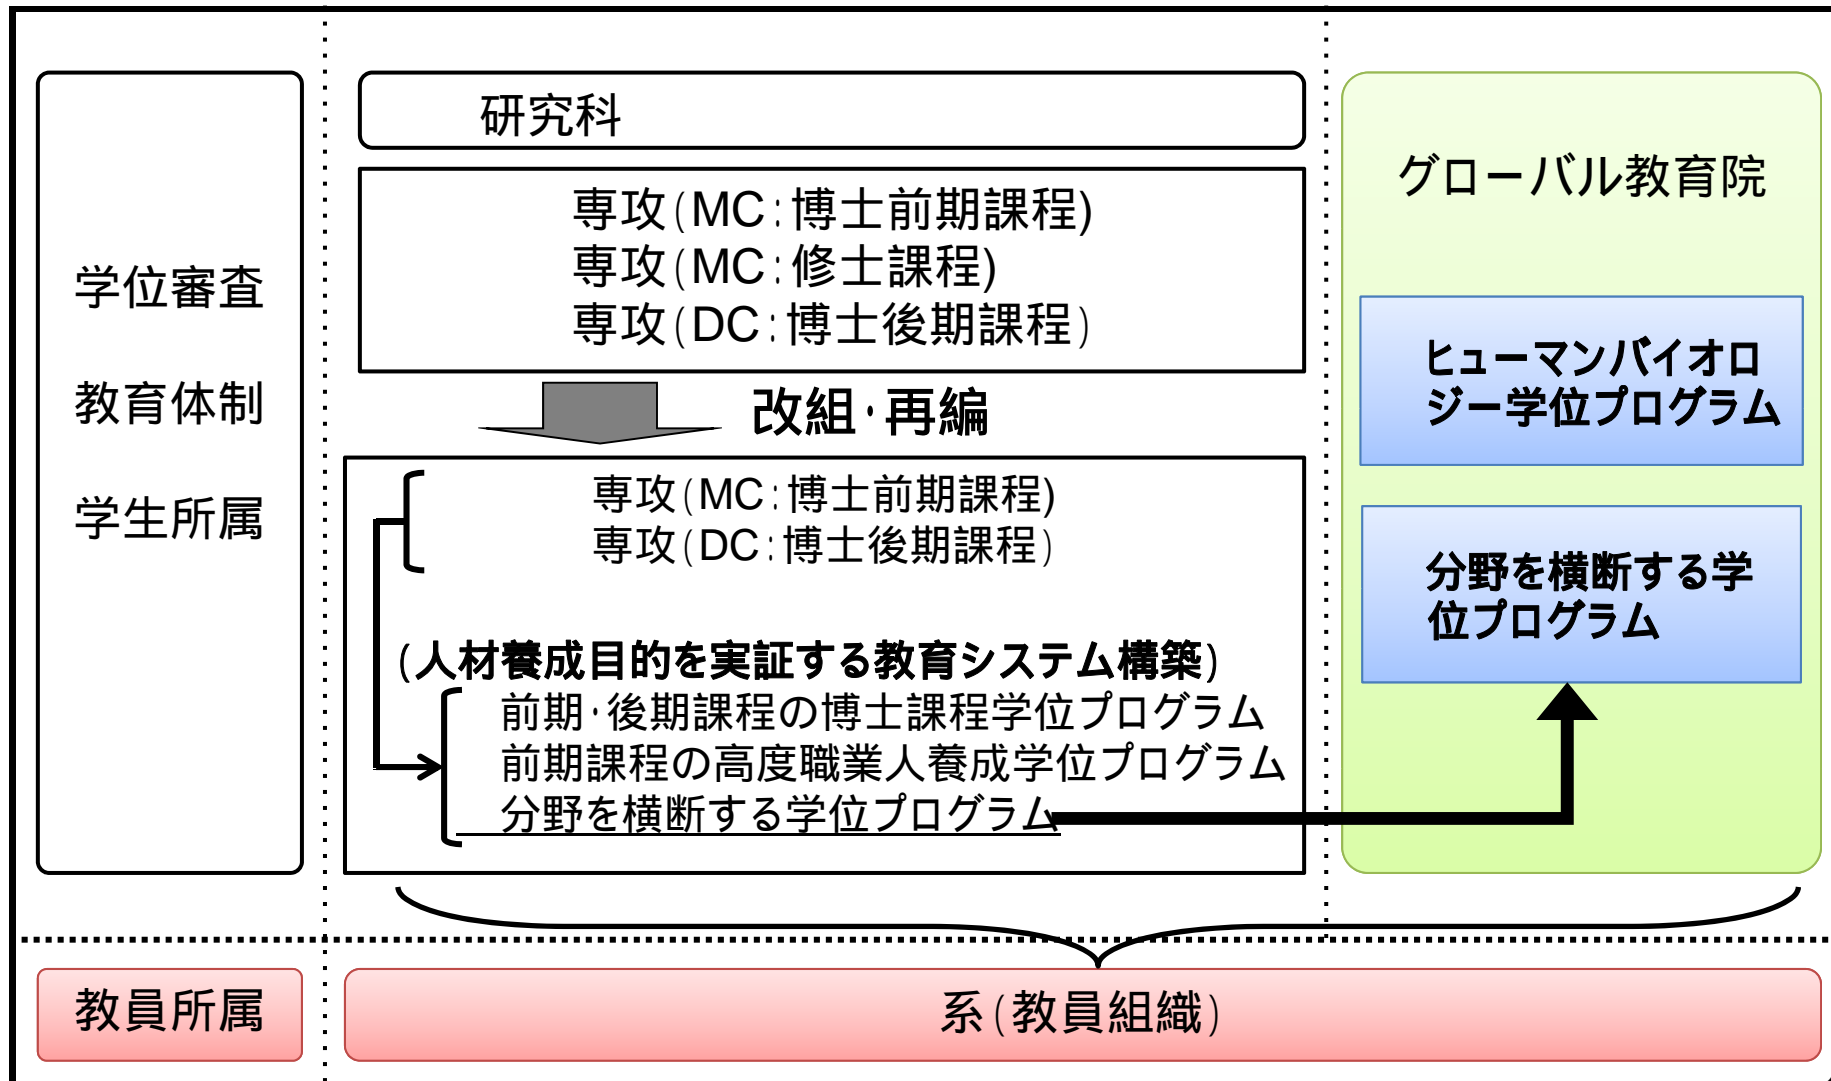 学位審査
教育体制
学生所属
研究科
専攻(MC:博士前期課程)
専攻(MC:修士課程)
専攻(DC:博士後期課程)
改組・再編
専攻(MC:博士前期課程)
専攻(DC:博士後期課程)
(人材養成目的を実証する教育システム構築)
前期・後期課程の博士課程学位プログラム
前期課程の高度職業人養成学位プログラム
分野を横断する学位プログラム
グローバル教育院
ヒューマンバイオロ
ジー学位プログラム
分野を横断する学
位プログラム
教員所属
系(教員組織)